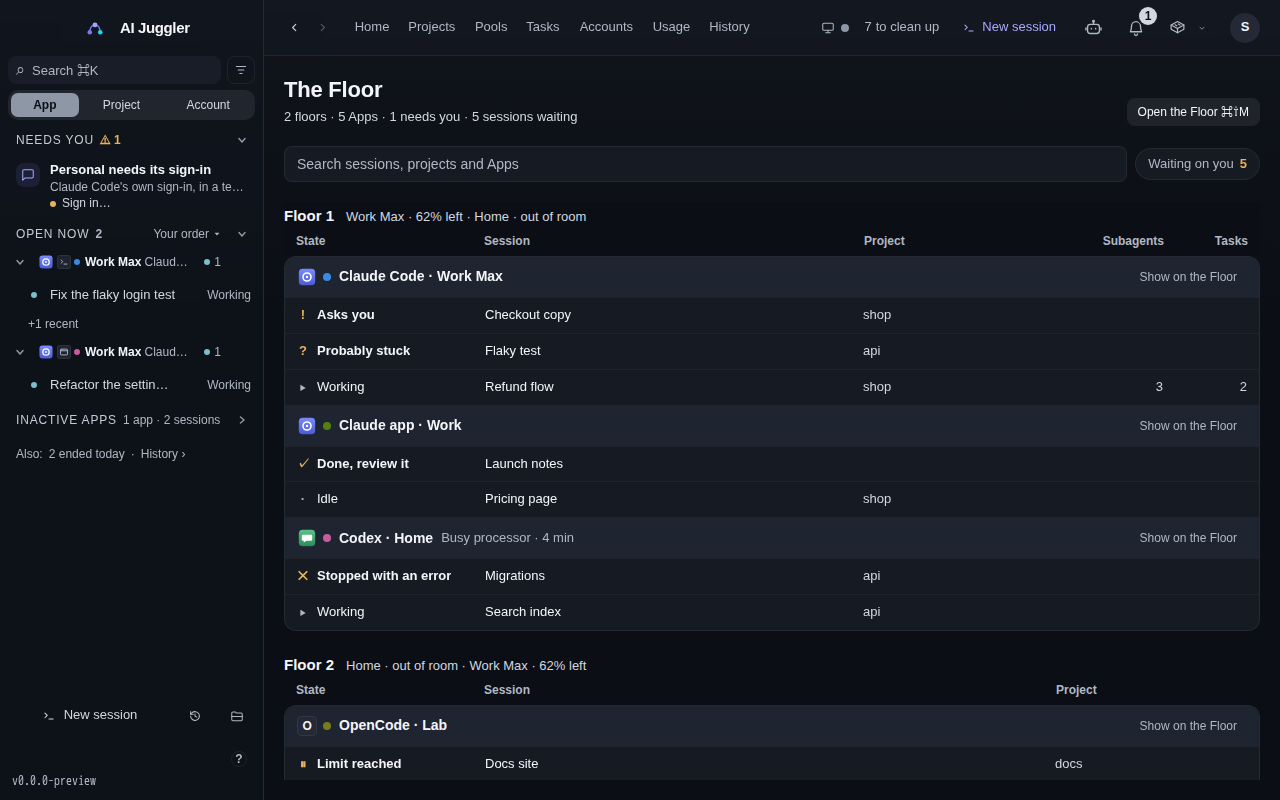 AI Juggler
Search ⌘K
App Project Account
NEEDS YOU 1
Personal needs its sign-in
Claude Code's own sign-in, in a te…
Sign in…
OPEN NOW 2 Your order
Work Max Claud… 1
Fix the flaky login test Working
+1 recent
Work Max Claud… 1
Refactor the settin… Working
INACTIVE APPS 1 app · 2 sessions
Also: 2 ended today · History ›
New session
?
v0.0.0-preview
Home Projects Pools Tasks Accounts Usage History 7 to clean up New session 1 S
The Floor
2 floors · 5 Apps · 1 needs you · 5 sessions waiting
Open the Floor ⌘⇧M
Search sessions, projects and Apps
Waiting on you 5
Floor 1 Work Max · 62% left · Home · out of room
State Session Project Subagents Tasks
Claude Code · Work Max Show on the Floor
! Asks you Checkout copy shop
? Probably stuck Flaky test api
Working Refund flow shop 3 2
Claude app · Work Show on the Floor
✓ Done, review it Launch notes
· Idle Pricing page shop
Codex · Home Busy processor · 4 min Show on the Floor
✕ Stopped with an error Migrations api
Working Search index api
Floor 2 Home · out of room · Work Max · 62% left
State Session Project
O OpenCode · Lab Show on the Floor
Limit reached Docs site docs